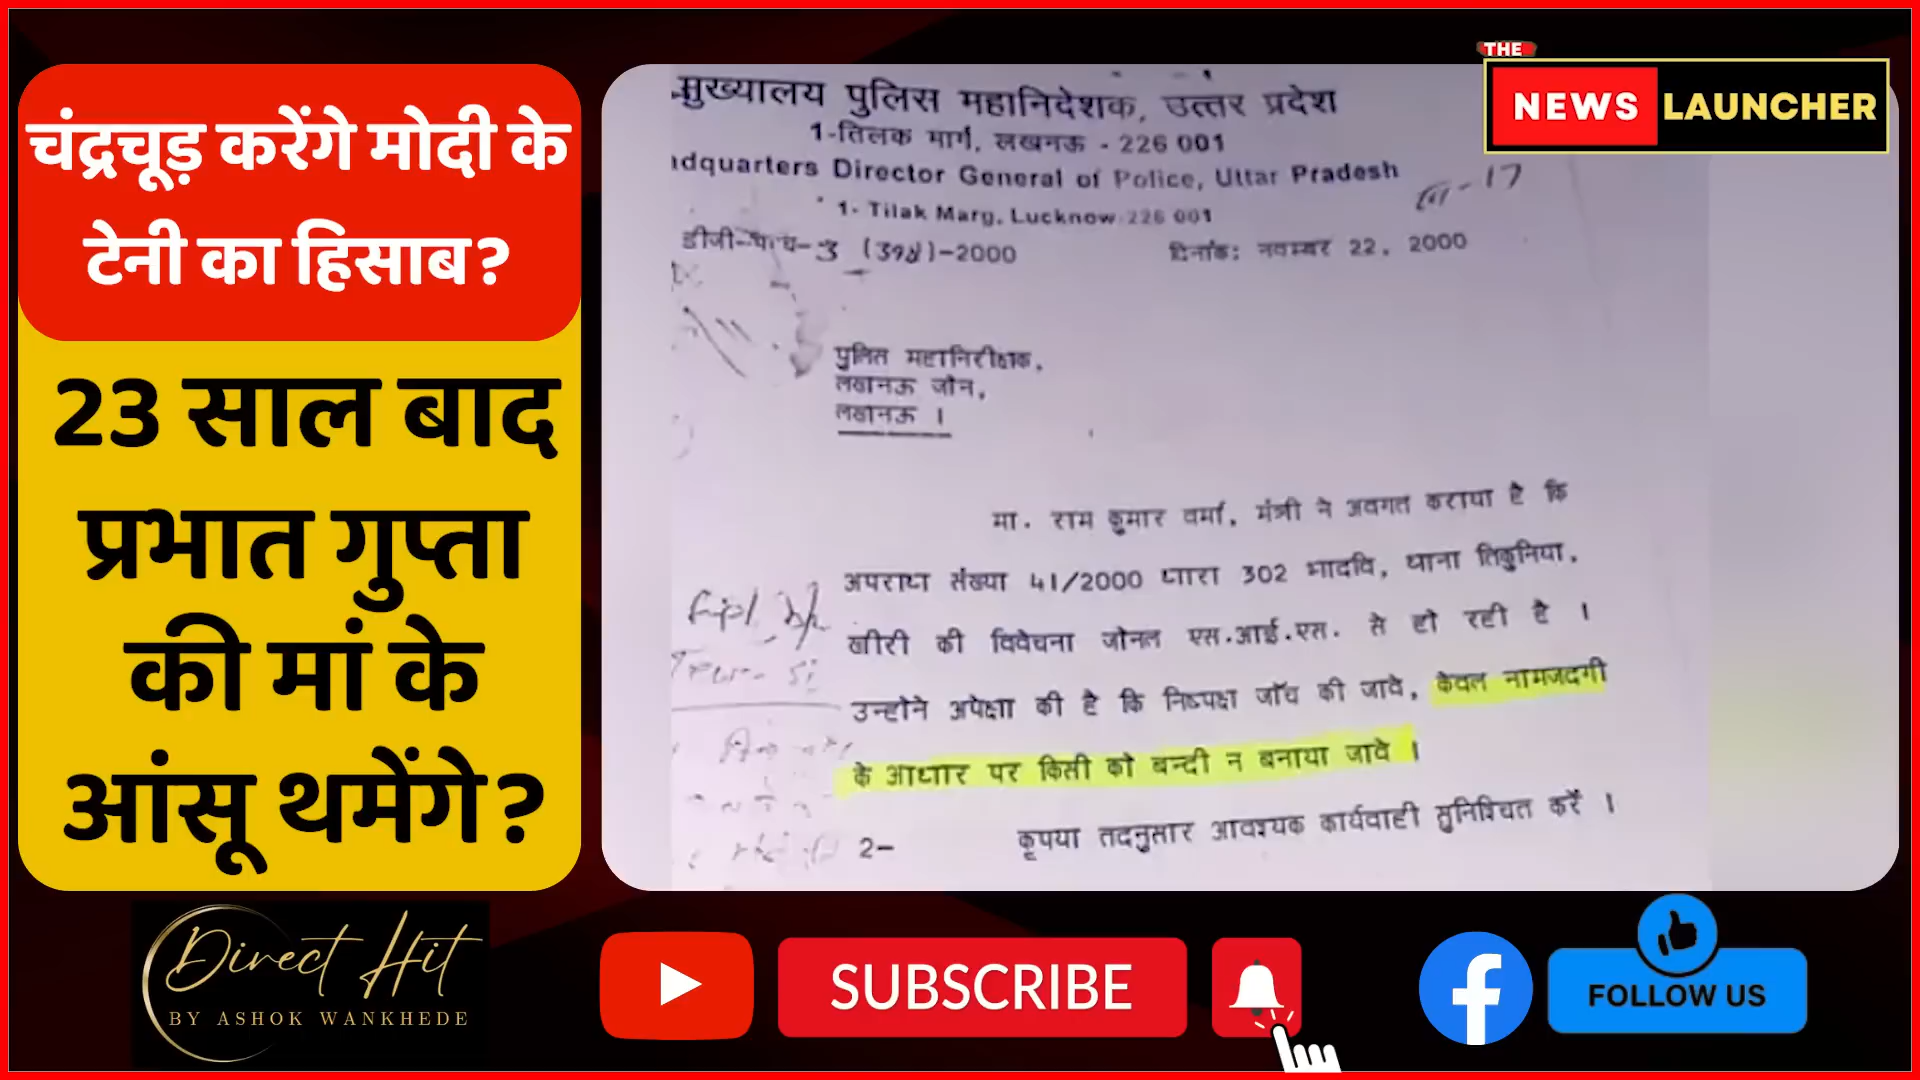 चंद्रचूड़ करेंगे मोदी के
टेनी का हिसाब?
23 साल बाद
प्रभात गुप्ता
की मां के
आंसू थमेंगे?
THE
NEWS LAUNCHER
मुख्यालय पुलिस महानिदेशक, उत्तर प्रदेश
1-तिलक मार्ग, लखनऊ - 226 001
adquarters Director General of Police, Uttar Pradesh
1- Tilak Marg, Lucknow-226 001
-2000
दिनांक: नवम्बर 22, 2000
पुलिस महानिरीक्षक,
लखनऊ जोन,
लखनऊ ।
मा. राम कुमार वर्मा, मंत्री ने अवगत कराया है कि
अपराध संख्या 41/2000 धारा 302 भादवि, थाना तिकुनिया,
खीरी की विवेचना जोनल एस.आई.एस. से हो रही है ।
उन्होने अपेक्षा की है कि निष्पक्ष जाँच की जावे, केवल नामजदगी
के आधार पर किसी को बन्दी न बनाया जावे ।
2- कृपया तदनुसार आवश्यक कार्यवाही सुनिश्चित करें ।
Direct Hit
BY ASHOK WANKHEDE
SUBSCRIBE
FOLLOW US